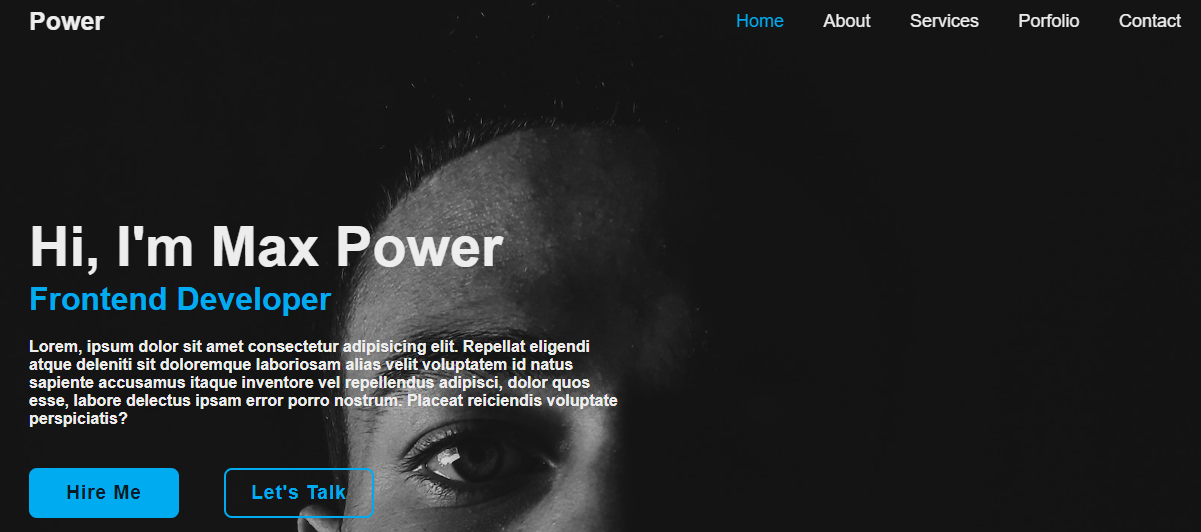 Power
Home About Services Porfolio Contact
Hi, I'm Max Power
Frontend Developer
Lorem, ipsum dolor sit amet consectetur adipisicing elit. Repellat eligendi
atque deleniti sit doloremque laboriosam alias velit voluptatem id natus
sapiente accusamus itaque inventore vel repellendus adipisci, dolor quos
esse, labore delectus ipsam error porro nostrum. Placeat reiciendis voluptate
perspiciatis?
Hire Me Let's Talk